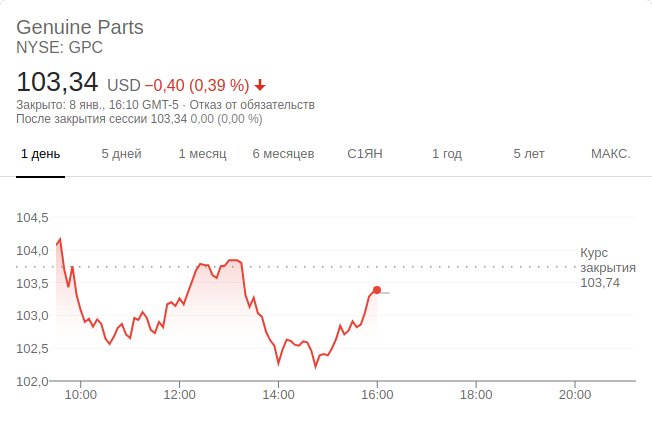 Genuine Parts
NYSE: GPC
103,34 USD −0,40 (0,39 %)
Закрыто: 8 янв., 16:10 GMT-5 · Отказ от обязательств
После закрытия сессии 103,34 0,00 (0,00 %)
1 день 5 дней 1 месяц 6 месяцев С1ЯН 1 год 5 лет МАКС.
104,5
104,0
103,5
103,0
102,5
102,0
Курс
закрытия
103,74
10:00 12:00 14:00 16:00 18:00 20:00